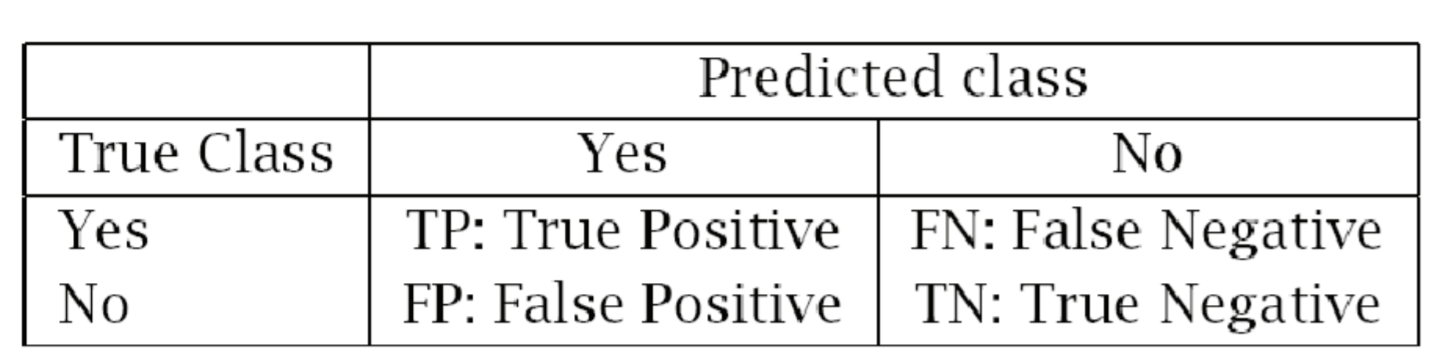 Predicted class
True Class Yes No
Yes TP: True Positive FN: False Negative
No FP: False Positive TN: True Negative